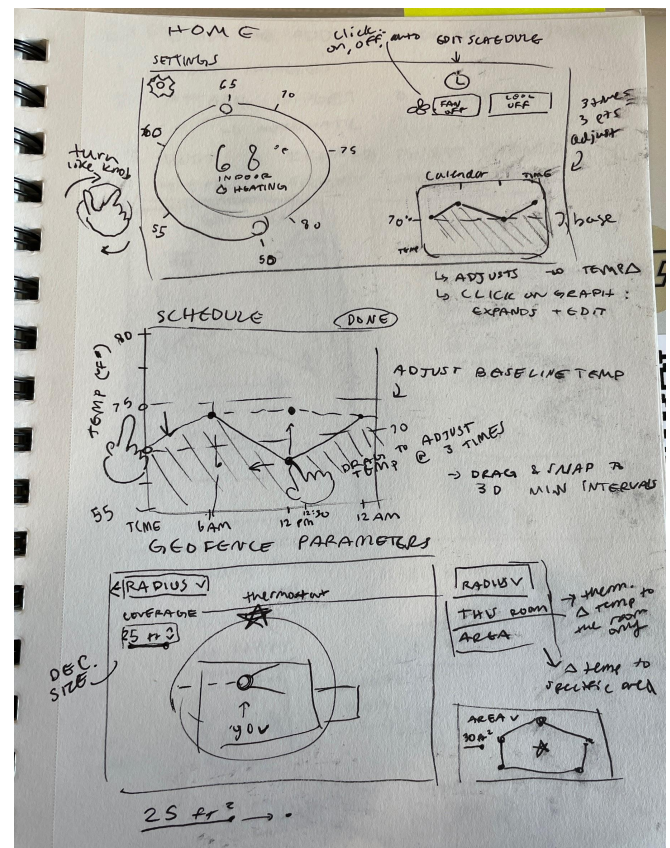 HOME
click:
on, off, auto
EDIT SCHEDULE
SETTINGS
65
70
60
75
55
80
50
68 °F
INDOOR
HEATING
turn
like knob
FAN
OFF
COOL
OFF
3 times =
3 pts
adjust
Calendar
TIME
70°
TEMP
base
↳ ADJUSTS TO TEMP Δ
↳ CLICK ON GRAPH :
EXPANDS + EDIT
SCHEDULE
DONE
80
TEMP (°F)
75
55
70
ADJUST BASELINE TEMP
DRAG TO
TEMP
ADJUST
@ 3 TIMES
→ DRAG & SNAP TO
30 MIN INTERVALS
TIME
6AM
12 PM
12:30
12 AM
GEOFENCE PARAMETERS
RADIUS V
thermostat
COVERAGE
25 ft
DEC.
SIZE
YOU
25 ft² → •
RADIUS V
THIS ROOM
AREA
→ therm.
Δ temp to
the room
only
Δ temp to
specific area
AREA V
30 ft²